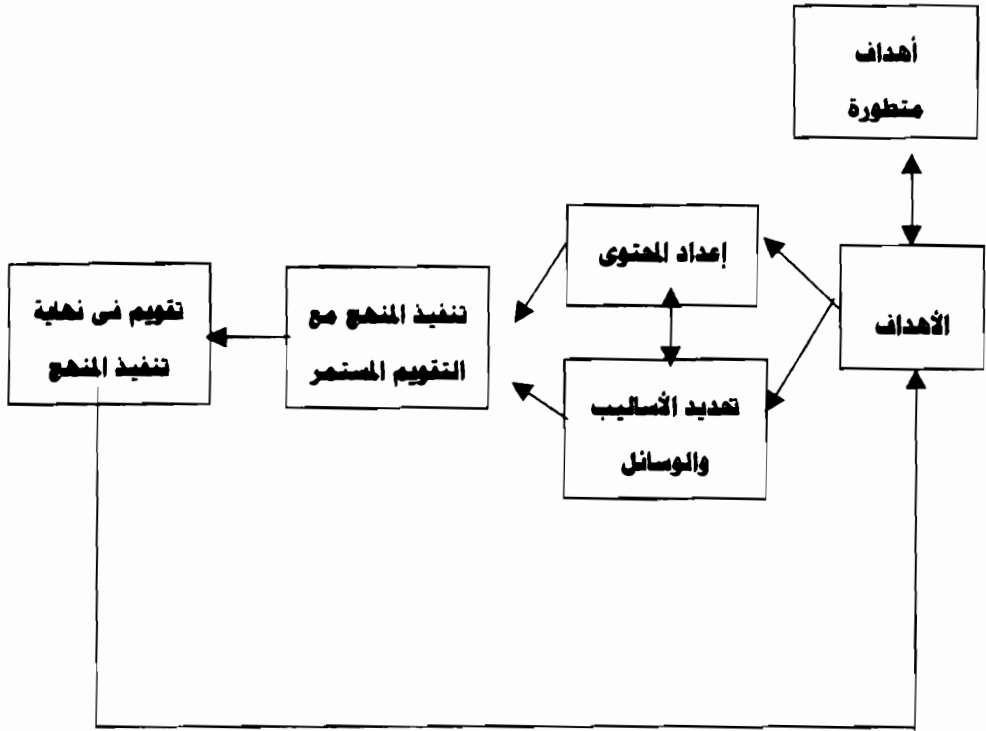 أهداف
متطورة
الأهداف
إعداد المحتوى
تحديد الأساليب
والوسائل
تنفيذ المنهج مع
التقويم المستمر
تقويم فى نهاية
تنفيذ المنهج